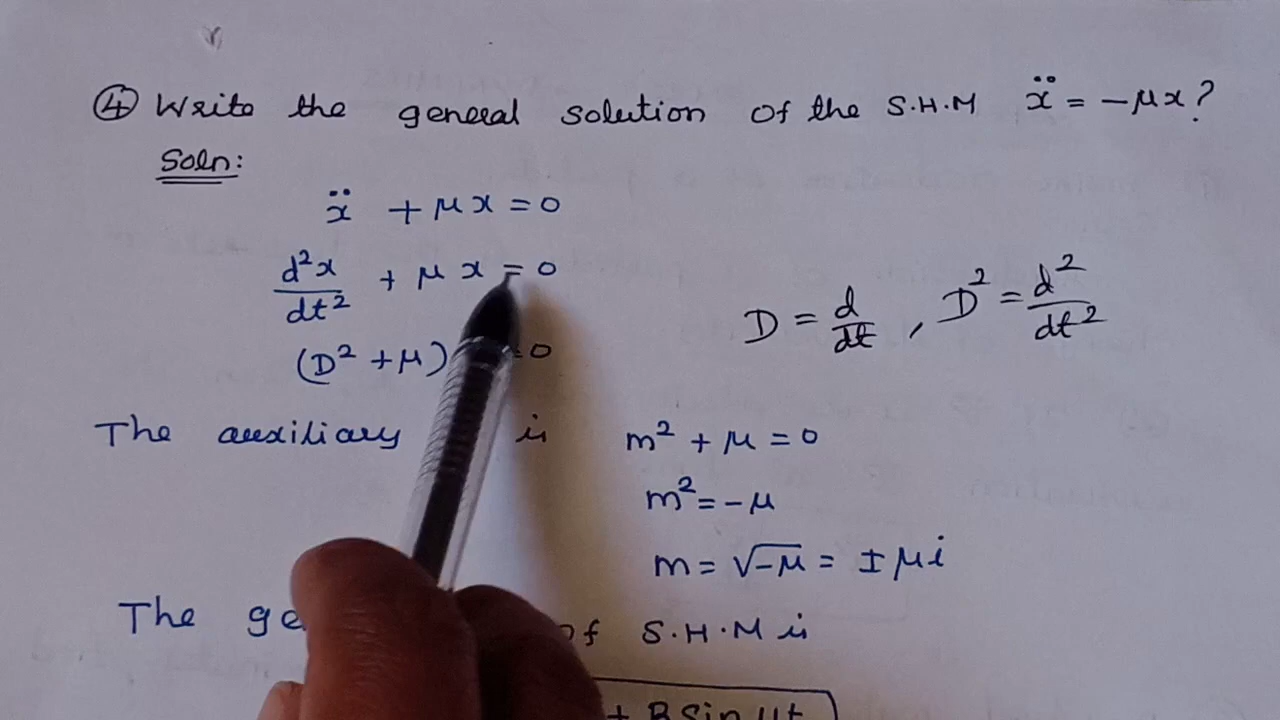 ④ Write the general solution of the S.H.M ẍ = -μx?
Soln:
ẍ + μx = 0
d²x/dt² + μx = 0
D = d/dt, D² = d²/dt²
(D² + μ) = 0
The auxiliary is m² + μ = 0
m² = -μ
m = √-μ = ± μi
The of S.H.M is
+ B sin μt